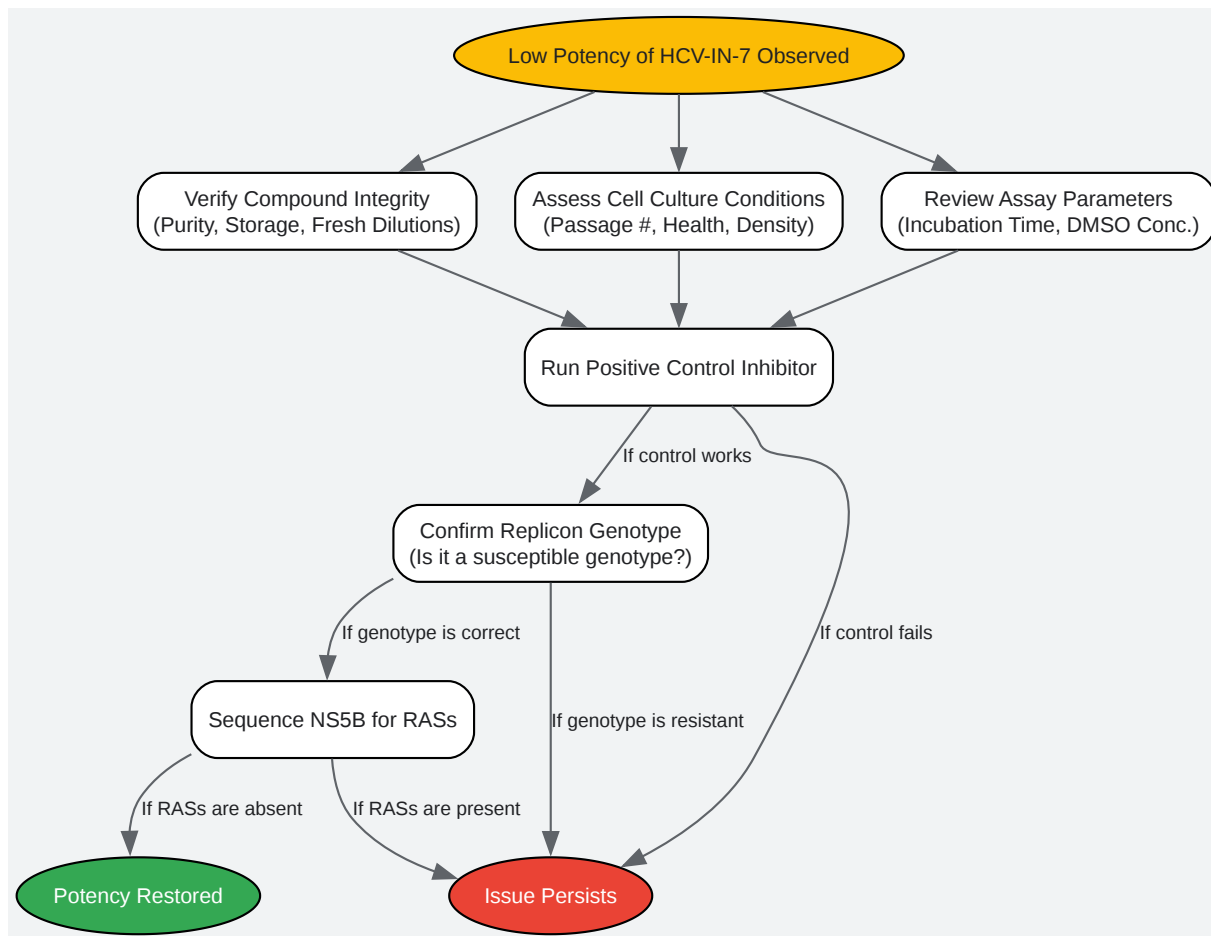 Low Potency of HCV-IN-7 Observed
Verify Compound Integrity
(Purity, Storage, Fresh Dilutions)
Assess Cell Culture Conditions
(Passage #, Health, Density)
Review Assay Parameters
(Incubation Time, DMSO Conc.)
Run Positive Control Inhibitor
If control works
Confirm Replicon Genotype
(Is it a susceptible genotype?)
If genotype is correct
If control fails
Sequence NS5B for RASs
If genotype is resistant
If RASs are absent
If RASs are present
Potency Restored
Issue Persists